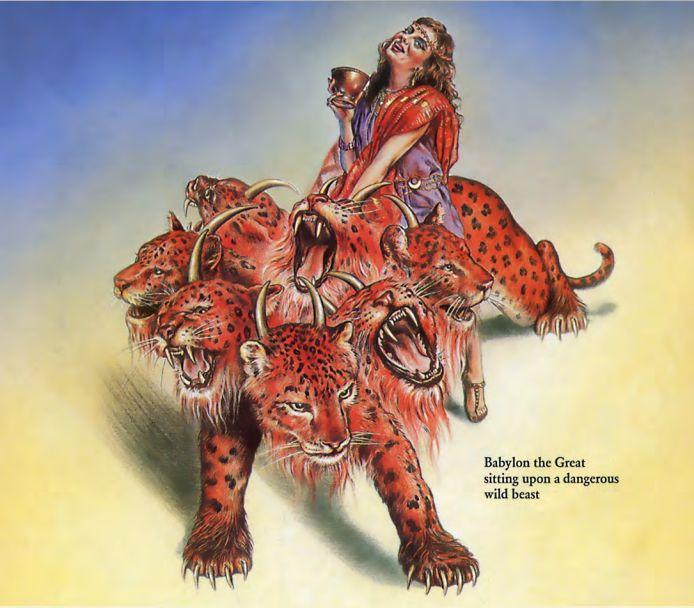 Babylon the Great
sitting upon a dangerous
wild beast